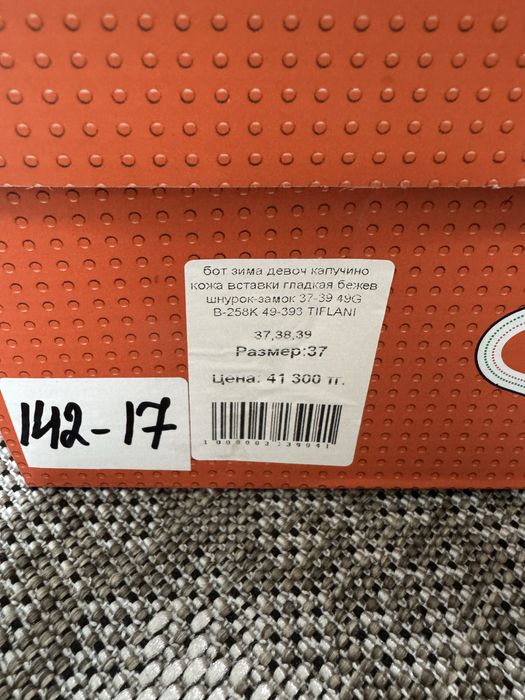 бот зима девоч капучино
кожа вставки гладкая бежев
шнурок-замок 37-39 49G
B-258K 49-393 TIFLANI
37,38,39
Размер:37
Цена: 41 300 тг.
142-17